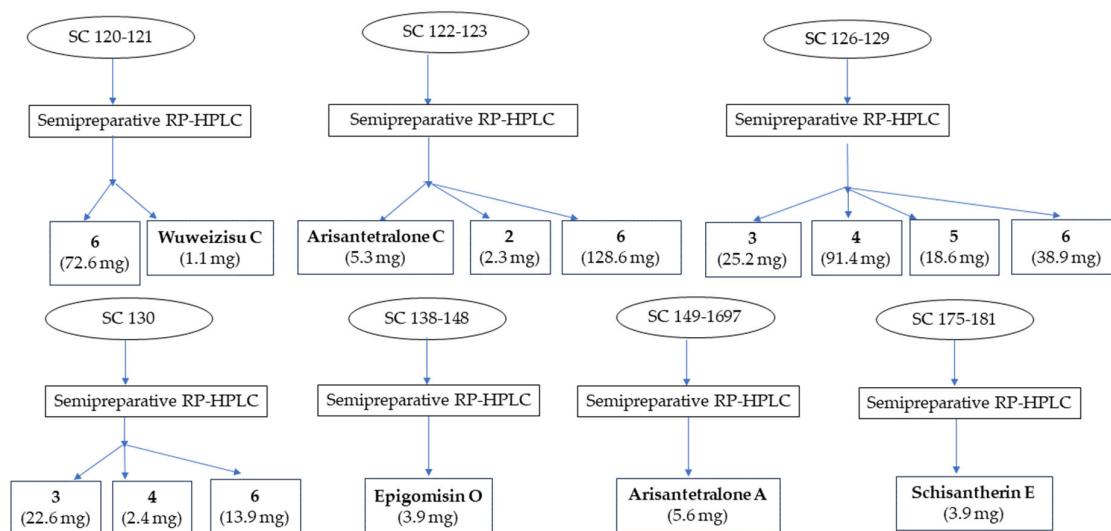 SC 120-121
SC 122-123
SC 126-129
Semipreparative RP-HPLC
Semipreparative RP-HPLC
Semipreparative RP-HPLC
6
(72.6 mg)
Wuweizisu C
(1.1 mg)
Arisantetralone C
(5.3 mg)
2
(2.3 mg)
6
(128.6 mg)
3
(25.2 mg)
4
(91.4 mg)
5
(18.6 mg)
6
(38.9 mg)
SC 130
SC 138-148
SC 149-1697
SC 175-181
Semipreparative RP-HPLC
Semipreparative RP-HPLC
Semipreparative RP-HPLC
Semipreparative RP-HPLC
3
(22.6 mg)
4
(2.4 mg)
6
(13.9 mg)
Epigomisin O
(3.9 mg)
Arisantetralone A
(5.6 mg)
Schisantherin E
(3.9 mg)